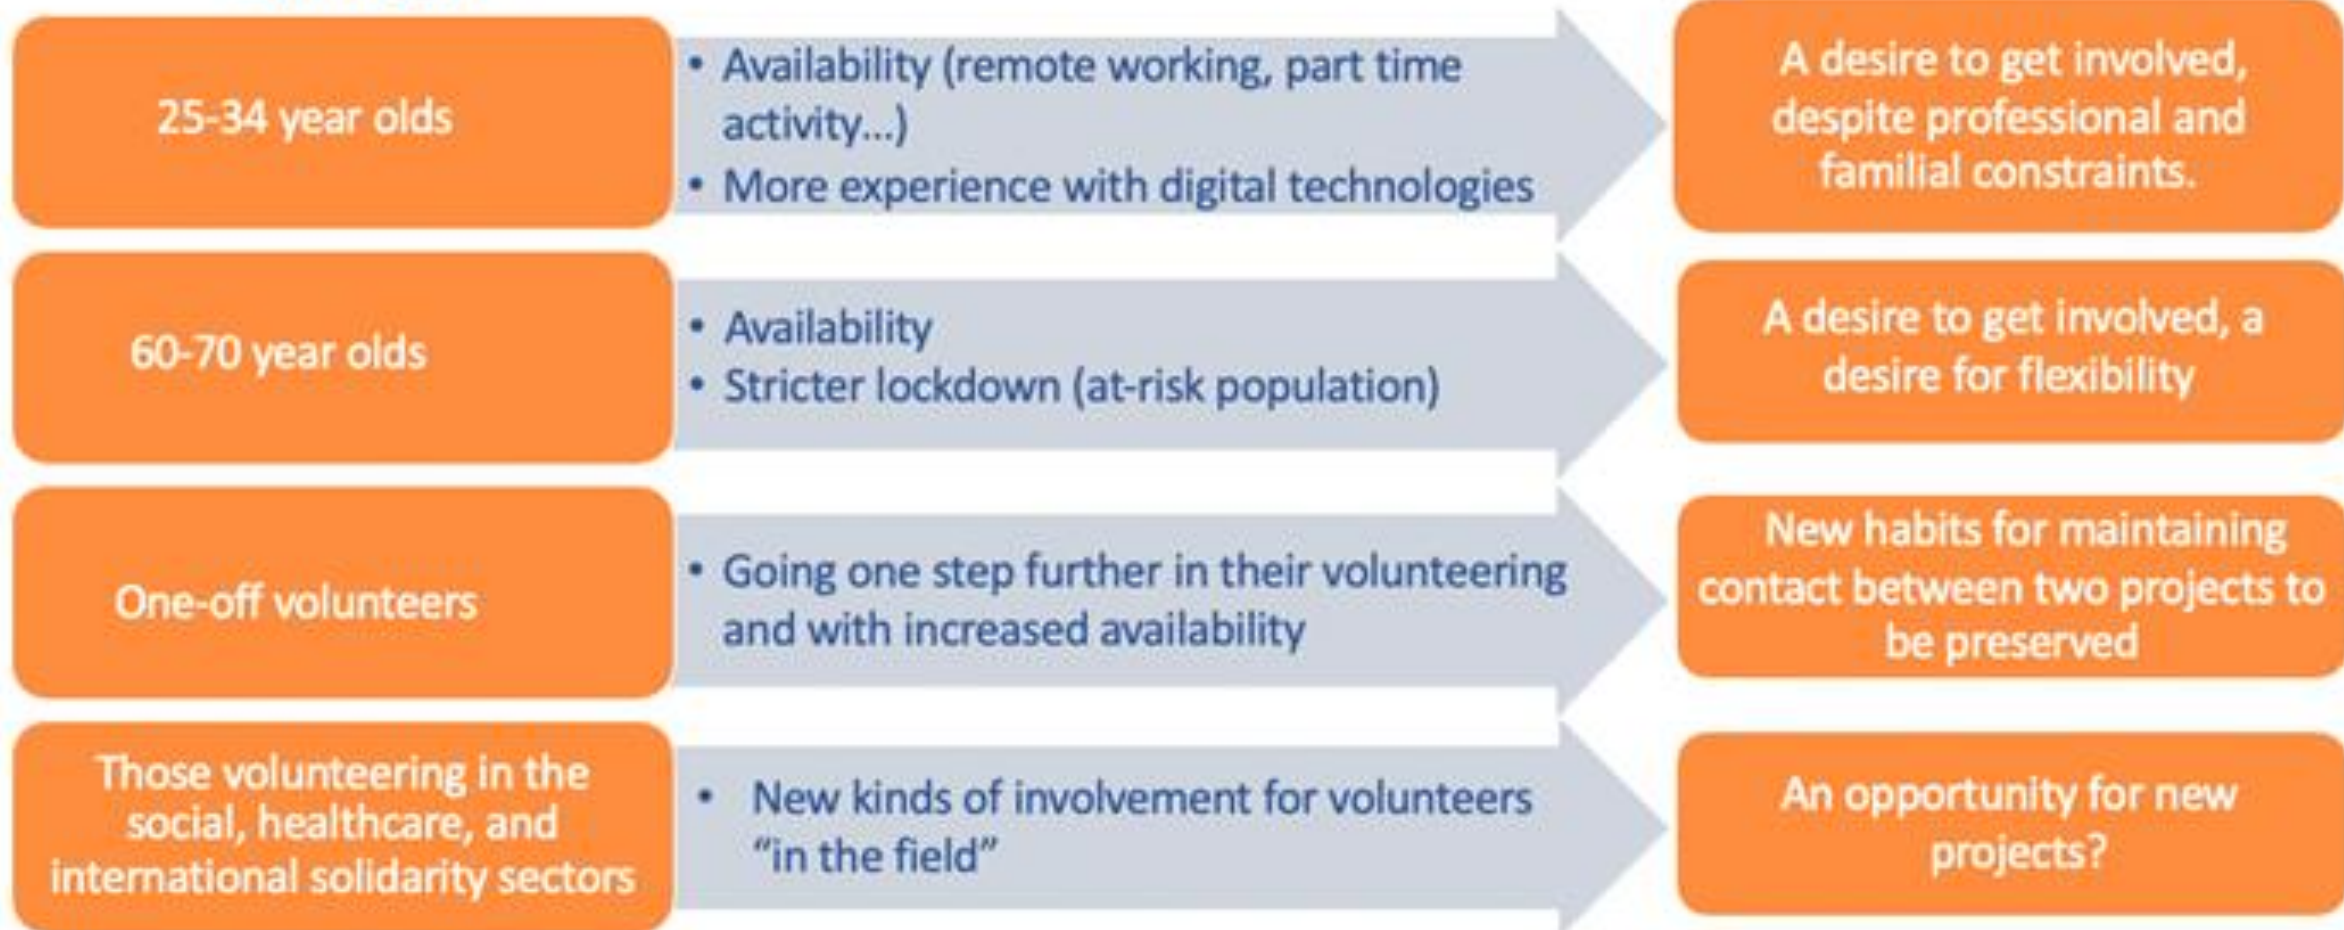 25-34 year olds
• Availability (remote working, part time
activity...)
• More experience with digital technologies
A desire to get involved,
despite professional and
familial constraints.
60-70 year olds
• Availability
• Stricter lockdown (at-risk population)
A desire to get involved, a
desire for flexibility
One-off volunteers
• Going one step further in their volunteering
and with increased availability
New habits for maintaining
contact between two projects to
be preserved
Those volunteering in the
social, healthcare, and
international solidarity sectors
• New kinds of involvement for volunteers
“in the field”
An opportunity for new
projects?